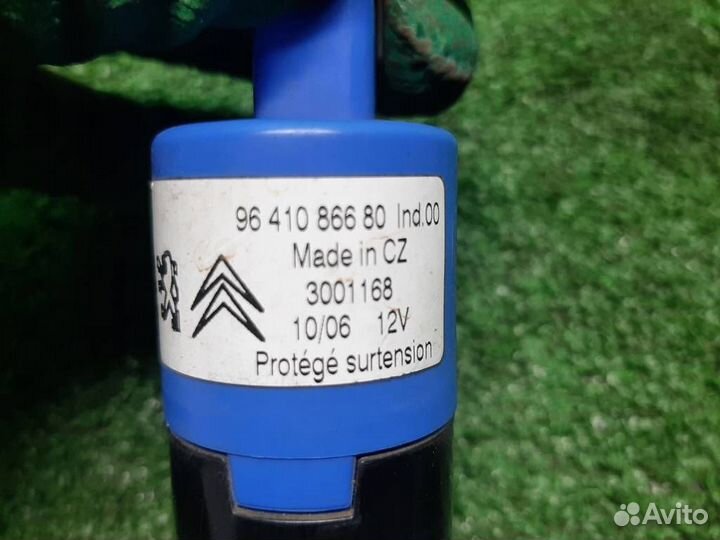 96 410 866 80 Ind.00
Made in CZ
3001168
10/06 12V
Protégé surtension
Avito